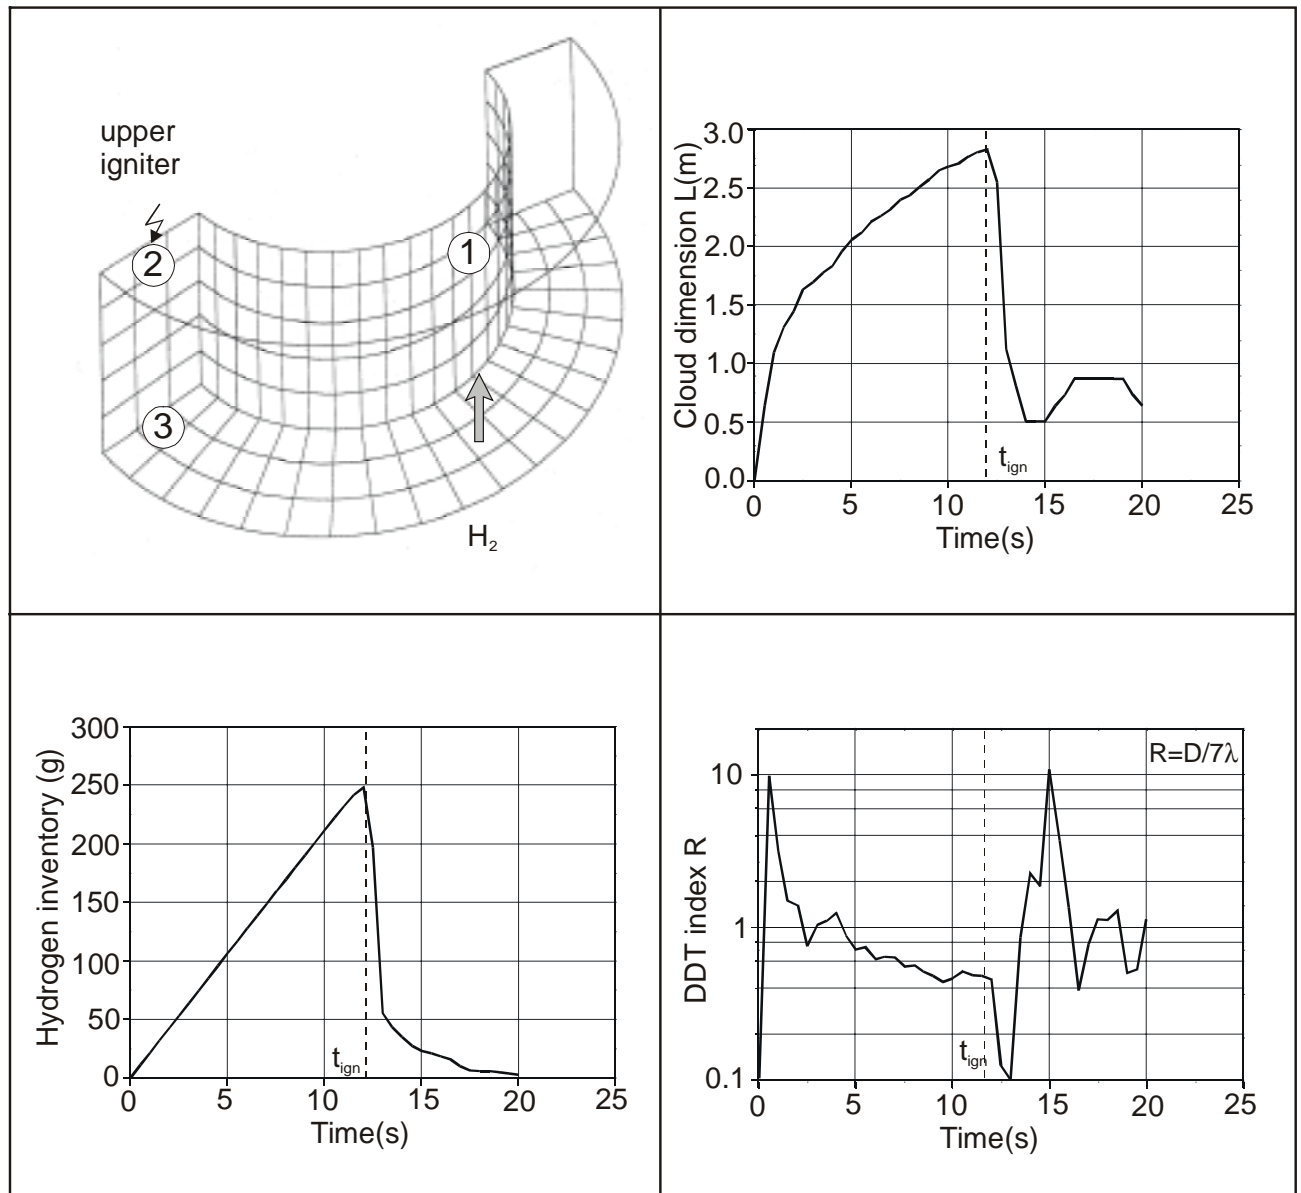 upper
igniter
2
1
3
H₂
Cloud dimension L(m)
3.0
2.5
2.0
1.5
1.0
0.5
0.0
t_ign
0 5 10 15 20 25
Time(s)
Hydrogen inventory (g)
300
250
200
150
100
50
0
t_ign
0 5 10 15 20 25
Time(s)
R=D/7λ
DDT index R
10
1
0.1
t_ign
0 5 10 15 20 25
Time(s)